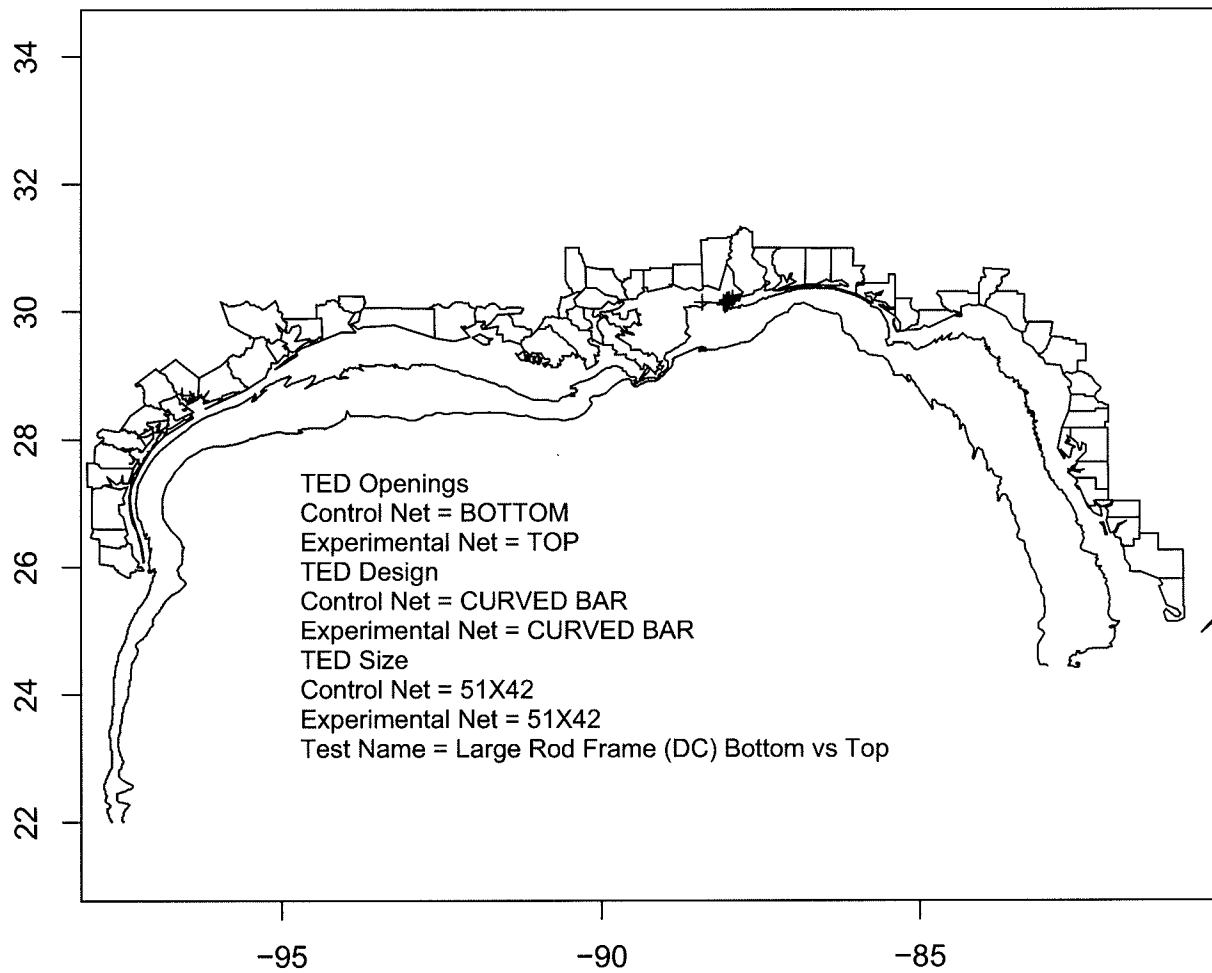 34
32
30
28
26
24
22
TED Openings
Control Net = BOTTOM
Experimental Net = TOP
TED Design
Control Net = CURVED BAR
Experimental Net = CURVED BAR
TED Size
Control Net = 51X42
Experimental Net = 51X42
Test Name = Large Rod Frame (DC) Bottom vs Top
−95
−90
−85